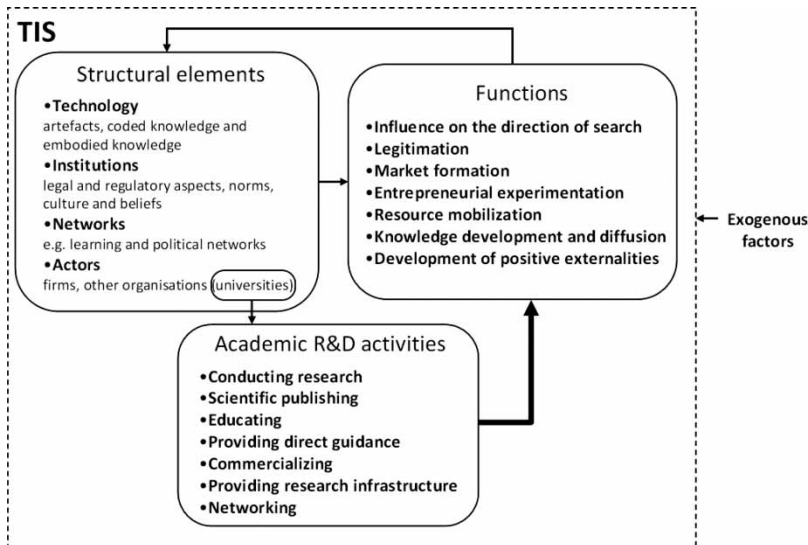 TIS
Structural elements
•Technology
artefacts, coded knowledge and
embodied knowledge
•Institutions
legal and regulatory aspects, norms,
culture and beliefs
•Networks
e.g. learning and political networks
•Actors
firms, other organisations (universities)
Functions
•Influence on the direction of search
•Legitimation
•Market formation
•Entrepreneurial experimentation
•Resource mobilization
•Knowledge development and diffusion
•Development of positive externalities
Exogenous
factors
Academic R&D activities
•Conducting research
•Scientific publishing
•Educating
•Providing direct guidance
•Commercializing
•Providing research infrastructure
•Networking